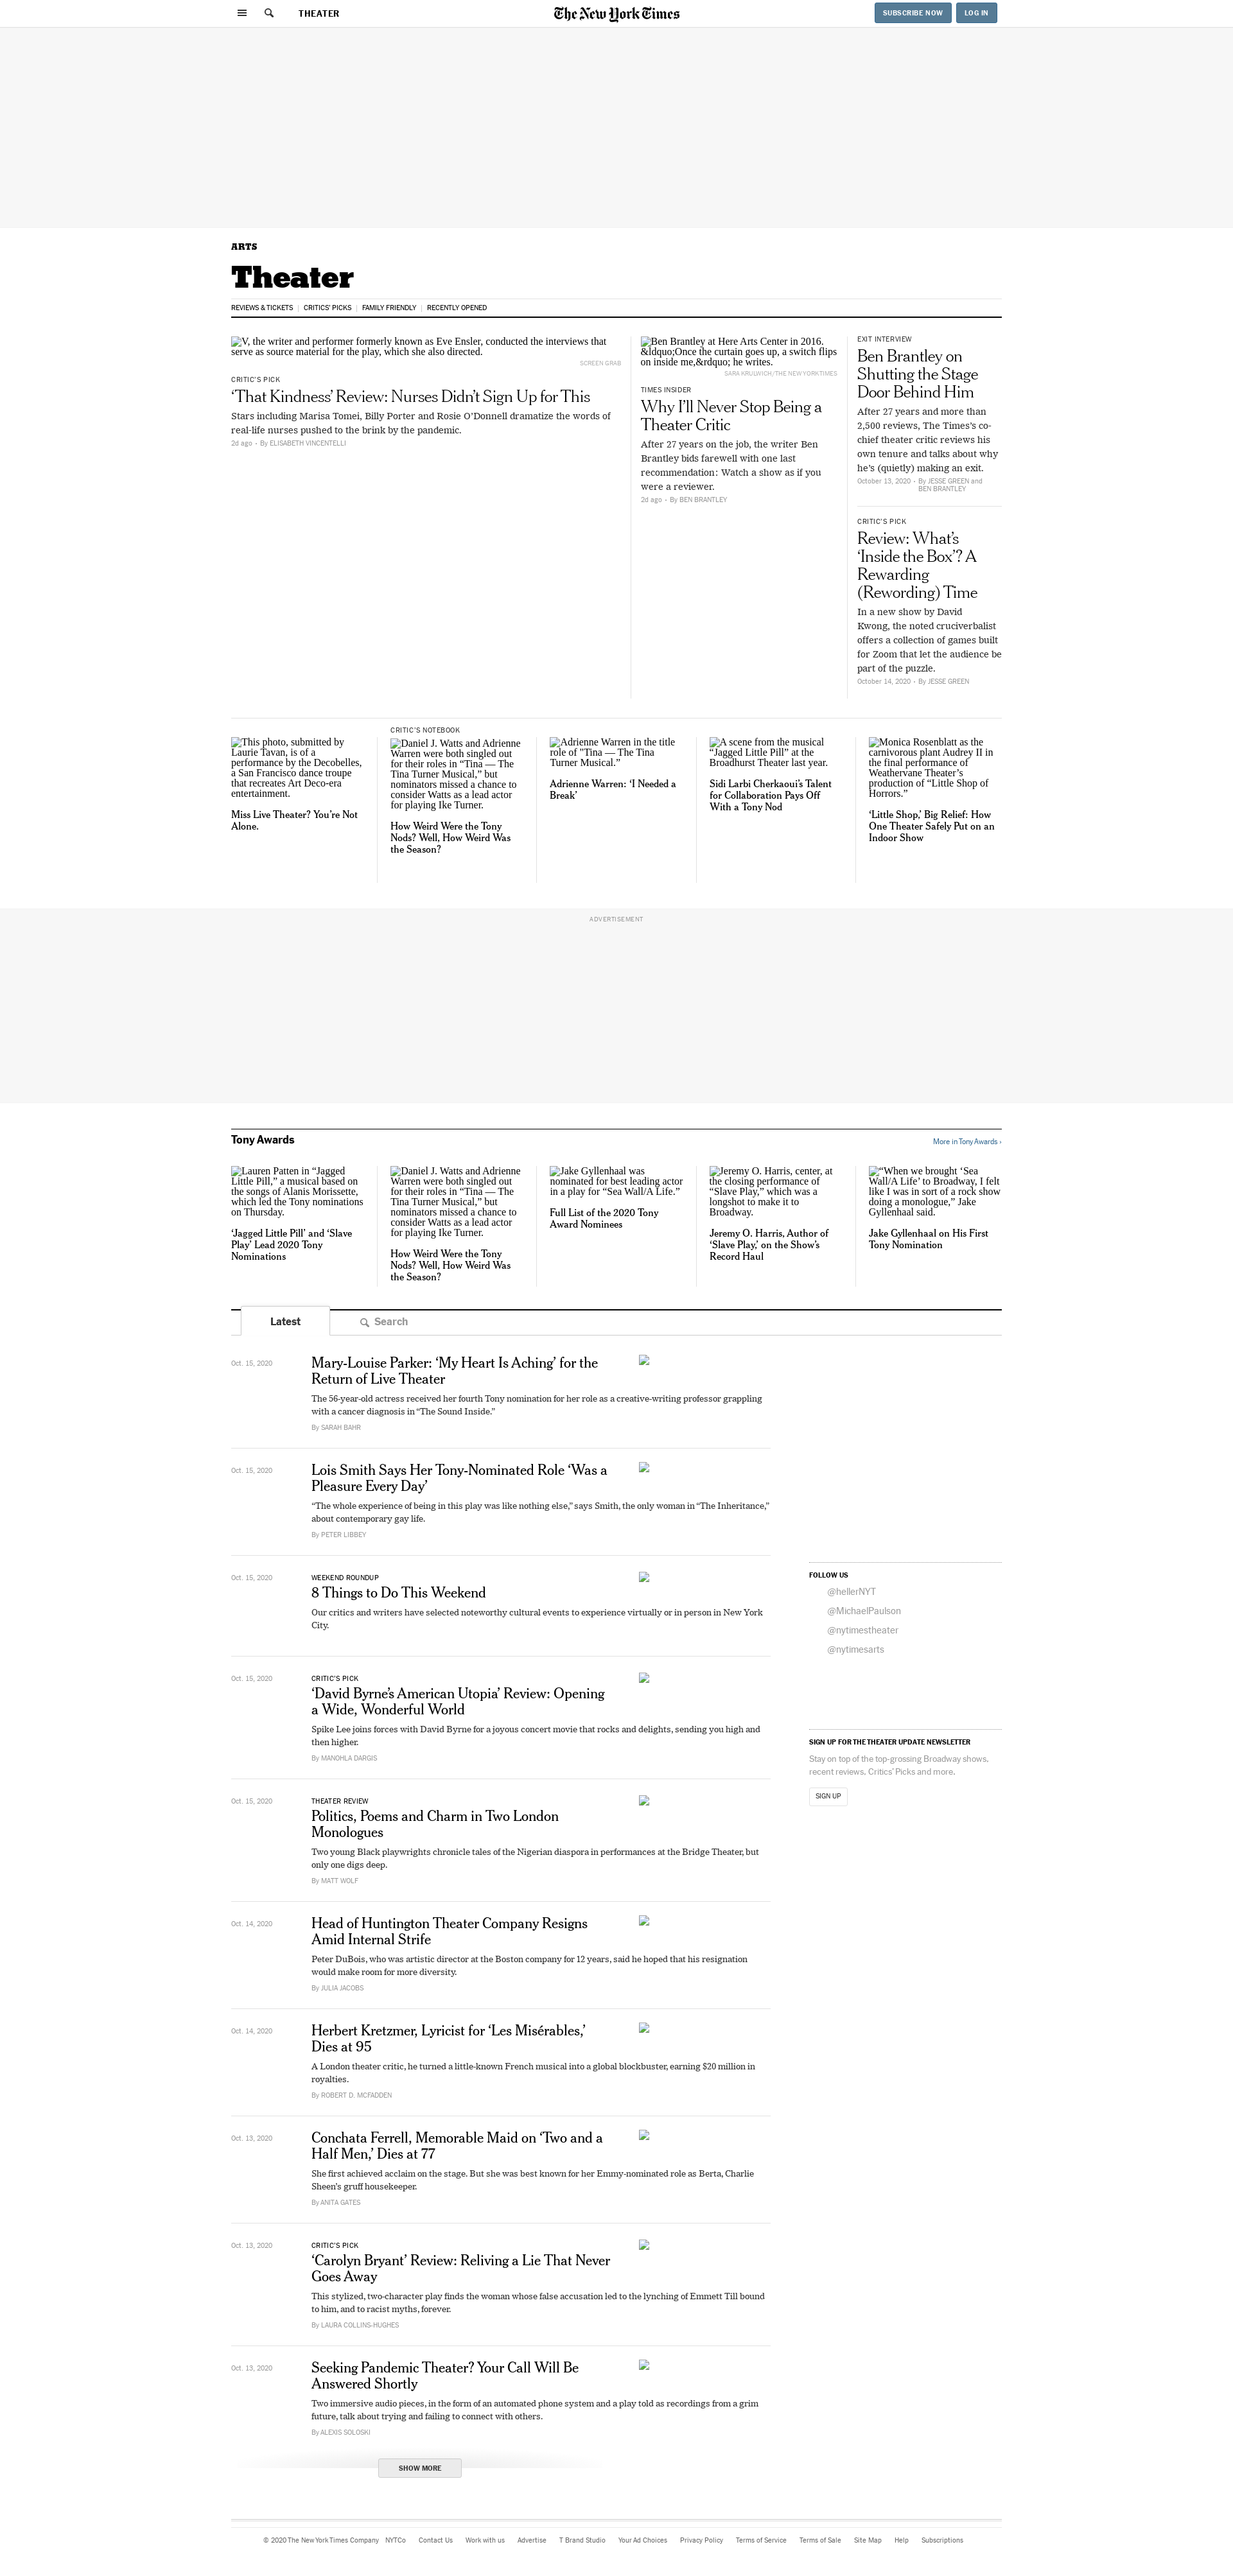 THEATER
The New York Times
SUBSCRIBE NOW
LOG IN
ARTS
Theater
REVIEWS & TICKETS
CRITICS' PICKS
FAMILY FRIENDLY
RECENTLY OPENED
V, the writer and performer formerly known as Eve Ensler, conducted the interviews that
serve as source material for the play, which she also directed.
SCREEN GRAB
CRITIC'S PICK
‘That Kindness’ Review: Nurses Didn’t Sign Up for This
Stars including Marisa Tomei, Billy Porter and Rosie O’Donnell dramatize the words of
real-life nurses pushed to the brink by the pandemic.
2d ago • By ELISABETH VINCENTELLI
Ben Brantley at Here Arts Center in 2016.
&ldquo;Once the curtain goes up, a switch flips
on inside me,&rdquo; he writes.
SARA KRULWICH/THE NEW YORK TIMES
TIMES INSIDER
Why I’ll Never Stop Being a
Theater Critic
After 27 years on the job, the writer Ben
Brantley bids farewell with one last
recommendation: Watch a show as if you
were a reviewer.
2d ago • By BEN BRANTLEY
EXIT INTERVIEW
Ben Brantley on
Shutting the Stage
Door Behind Him
After 27 years and more than
2,500 reviews, The Times’s co-
chief theater critic reviews his
own tenure and talks about why
he’s (quietly) making an exit.
October 13, 2020 • By JESSE GREEN and
BEN BRANTLEY
CRITIC'S PICK
Review: What’s
‘Inside the Box’? A
Rewarding
(Rewording) Time
In a new show by David
Kwong, the noted cruciverbalist
offers a collection of games built
for Zoom that let the audience be
part of the puzzle.
October 14, 2020 • By JESSE GREEN
This photo, submitted by
Laurie Tavan, is of a
performance by the Decobelles,
a San Francisco dance troupe
that recreates Art Deco-era
entertainment.
Miss Live Theater? You’re Not
Alone.
CRITIC'S NOTEBOOK
Daniel J. Watts and Adrienne
Warren were both singled out
for their roles in “Tina — The
Tina Turner Musical,” but
nominators missed a chance to
consider Watts as a lead actor
for playing Ike Turner.
How Weird Were the Tony
Nods? Well, How Weird Was
the Season?
Adrienne Warren in the title
role of "Tina — The Tina
Turner Musical.”
Adrienne Warren: ‘I Needed a
Break’
A scene from the musical
“Jagged Little Pill” at the
Broadhurst Theater last year.
Sidi Larbi Cherkaoui’s Talent
for Collaboration Pays Off
With a Tony Nod
Monica Rosenblatt as the
carnivorous plant Audrey II in
the final performance of
Weathervane Theater’s
production of “Little Shop of
Horrors.”
‘Little Shop,’ Big Relief: How
One Theater Safely Put on an
Indoor Show
ADVERTISEMENT
Tony Awards
More in Tony Awards ›
Lauren Patten in “Jagged
Little Pill,” a musical based on
the songs of Alanis Morissette,
which led the Tony nominations
on Thursday.
‘Jagged Little Pill’ and ‘Slave
Play’ Lead 2020 Tony
Nominations
Daniel J. Watts and Adrienne
Warren were both singled out
for their roles in “Tina — The
Tina Turner Musical,” but
nominators missed a chance to
consider Watts as a lead actor
for playing Ike Turner.
How Weird Were the Tony
Nods? Well, How Weird Was
the Season?
Jake Gyllenhaal was
nominated for best leading actor
in a play for “Sea Wall/A Life.”
Full List of the 2020 Tony
Award Nominees
Jeremy O. Harris, center, at
the closing performance of
“Slave Play,” which was a
longshot to make it to
Broadway.
Jeremy O. Harris, Author of
‘Slave Play,’ on the Show’s
Record Haul
“When we brought ‘Sea
Wall/A Life’ to Broadway, I felt
like I was in sort of a rock show
doing a monologue,” Jake
Gyllenhaal said.
Jake Gyllenhaal on His First
Tony Nomination
Latest
Search
Oct. 15, 2020
Mary-Louise Parker: ‘My Heart Is Aching’ for the
Return of Live Theater
The 56-year-old actress received her fourth Tony nomination for her role as a creative-writing professor grappling
with a cancer diagnosis in “The Sound Inside.”
By SARAH BAHR
Oct. 15, 2020
Lois Smith Says Her Tony-Nominated Role ‘Was a
Pleasure Every Day’
“The whole experience of being in this play was like nothing else,” says Smith, the only woman in “The Inheritance,”
about contemporary gay life.
By PETER LIBBEY
Oct. 15, 2020
WEEKEND ROUNDUP
8 Things to Do This Weekend
Our critics and writers have selected noteworthy cultural events to experience virtually or in person in New York
City.
Oct. 15, 2020
CRITIC'S PICK
‘David Byrne’s American Utopia’ Review: Opening
a Wide, Wonderful World
Spike Lee joins forces with David Byrne for a joyous concert movie that rocks and delights, sending you high and
then higher.
By MANOHLA DARGIS
Oct. 15, 2020
THEATER REVIEW
Politics, Poems and Charm in Two London
Monologues
Two young Black playwrights chronicle tales of the Nigerian diaspora in performances at the Bridge Theater, but
only one digs deep.
By MATT WOLF
Oct. 14, 2020
Head of Huntington Theater Company Resigns
Amid Internal Strife
Peter DuBois, who was artistic director at the Boston company for 12 years, said he hoped that his resignation
would make room for more diversity.
By JULIA JACOBS
Oct. 14, 2020
Herbert Kretzmer, Lyricist for ‘Les Misérables,’
Dies at 95
A London theater critic, he turned a little-known French musical into a global blockbuster, earning $20 million in
royalties.
By ROBERT D. MCFADDEN
Oct. 13, 2020
Conchata Ferrell, Memorable Maid on ‘Two and a
Half Men,’ Dies at 77
She first achieved acclaim on the stage. But she was best known for her Emmy-nominated role as Berta, Charlie
Sheen’s gruff housekeeper.
By ANITA GATES
Oct. 13, 2020
CRITIC'S PICK
‘Carolyn Bryant’ Review: Reliving a Lie That Never
Goes Away
This stylized, two-character play finds the woman whose false accusation led to the lynching of Emmett Till bound
to him, and to racist myths, forever.
By LAURA COLLINS-HUGHES
Oct. 13, 2020
Seeking Pandemic Theater? Your Call Will Be
Answered Shortly
Two immersive audio pieces, in the form of an automated phone system and a play told as recordings from a grim
future, talk about trying and failing to connect with others.
By ALEXIS SOLOSKI
SHOW MORE
FOLLOW US
@hellerNYT
@MichaelPaulson
@nytimestheater
@nytimesarts
SIGN UP FOR THE THEATER UPDATE NEWSLETTER
Stay on top of the top-grossing Broadway shows,
recent reviews, Critics’ Picks and more.
SIGN UP
© 2020 The New York Times Company NYTCo Contact Us Work with us Advertise T Brand Studio Your Ad Choices Privacy Policy Terms of Service Terms of Sale Site Map Help Subscriptions